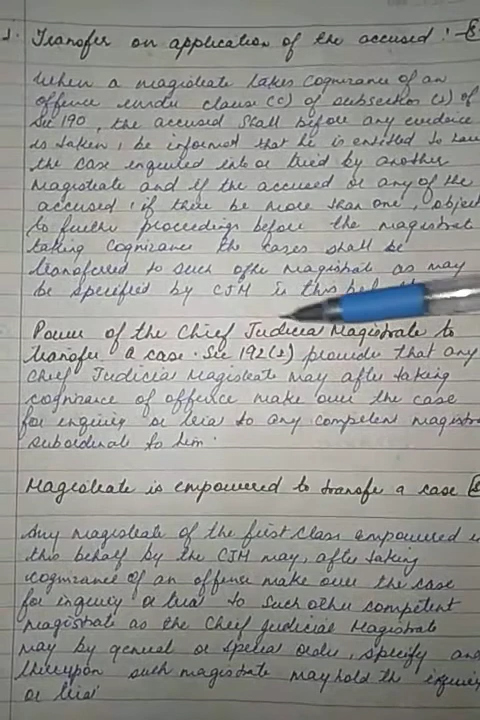 1. Transfer on application of the accused :- [S
When a magistrate takes cognizance of an
offence under clause (c) of subsection (1) of
Sec 190, the accused shall before any evidence
is taken, be informed that he is entitled to have
the case enquired into or tried by another
magistrate and if the accused or any of the
accused, if there be more than one, object
to further proceedings before the magistrate
taking cognizance the cases shall be
transferred to such other magistrate as may
be specified by CJM in this
Power of the Chief Judicial Magistrate to
transfer a case. Sec 192(1) provide that any
Chief Judicial Magistrate may after taking
cognizance of offence make over the case
for inquiry or trial to any competent magistra
subordinate to him.
Magistrate is empowered to transfer a case [S
Any magistrate of the first class empowered i
this behalf by the CJM may, after taking
cognizance of an offence make over the case
for inquiry or trial to such other competent
magistrate as the Chief Judicial Magistrate
may by general or special order, specify and
thereupon such magistrate may hold the inquiry
or trial